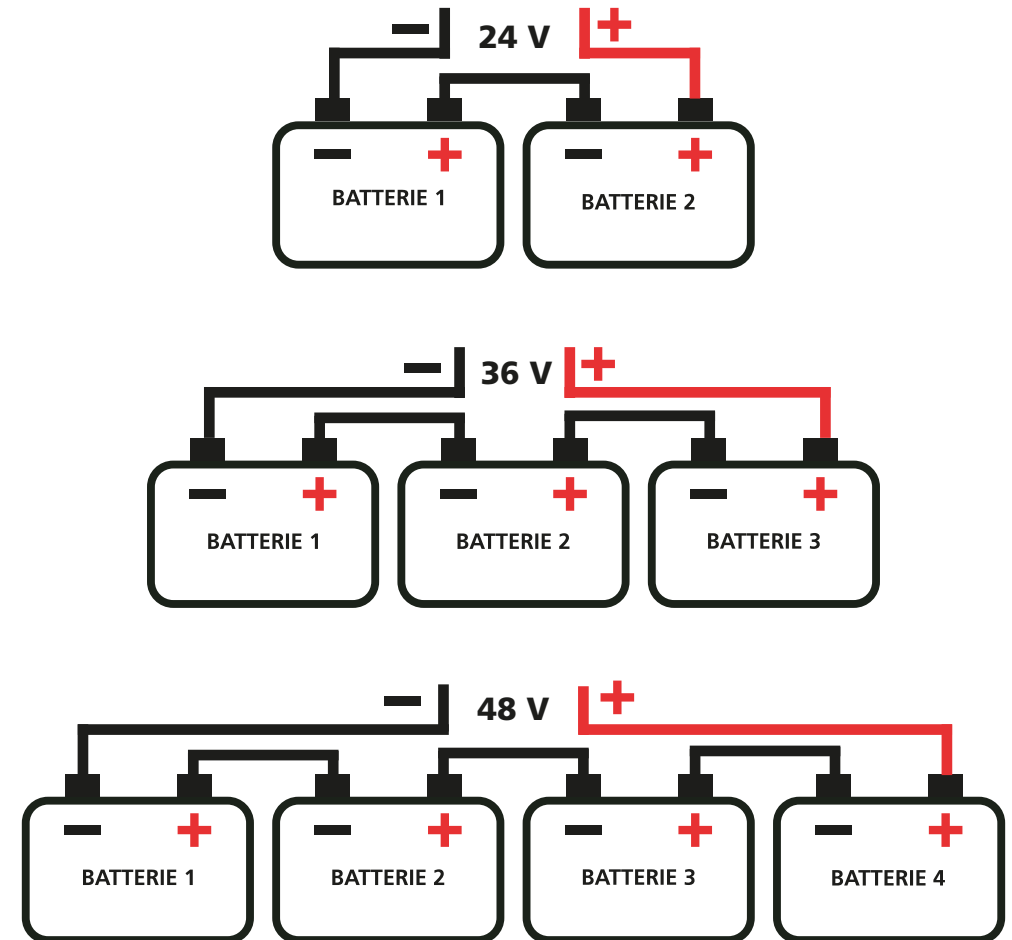 − 24 V +
− + − +
BATTERIE 1 BATTERIE 2
− 36 V +
− + − + − +
BATTERIE 1 BATTERIE 2 BATTERIE 3
− 48 V +
− + − + − + − +
BATTERIE 1 BATTERIE 2 BATTERIE 3 BATTERIE 4